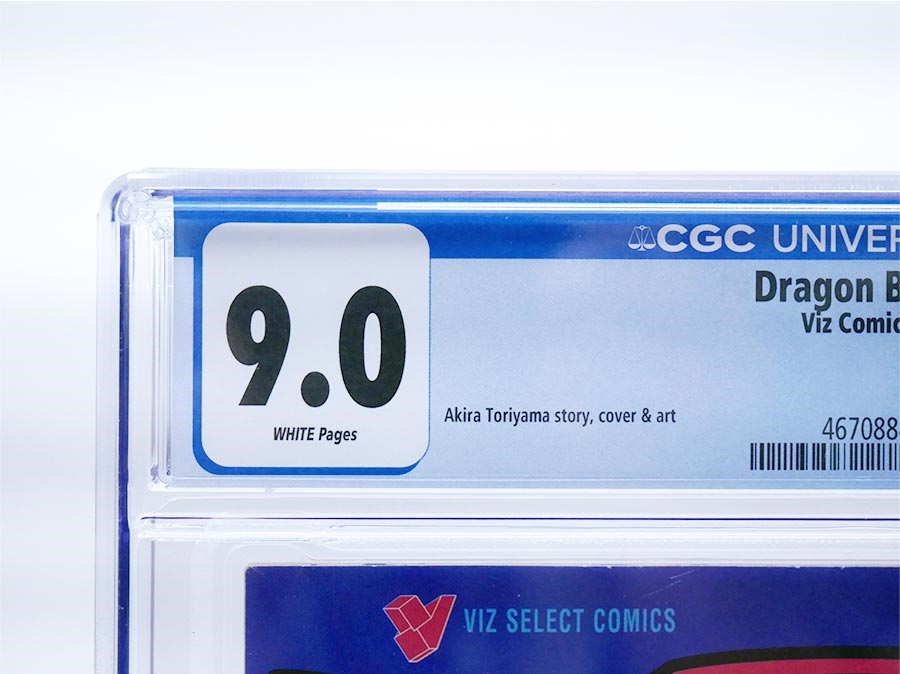 CGC UNIVER
9.0
WHITE Pages
Dragon B
Viz Comic
Akira Toriyama story, cover & art
467088
VIZ SELECT COMICS